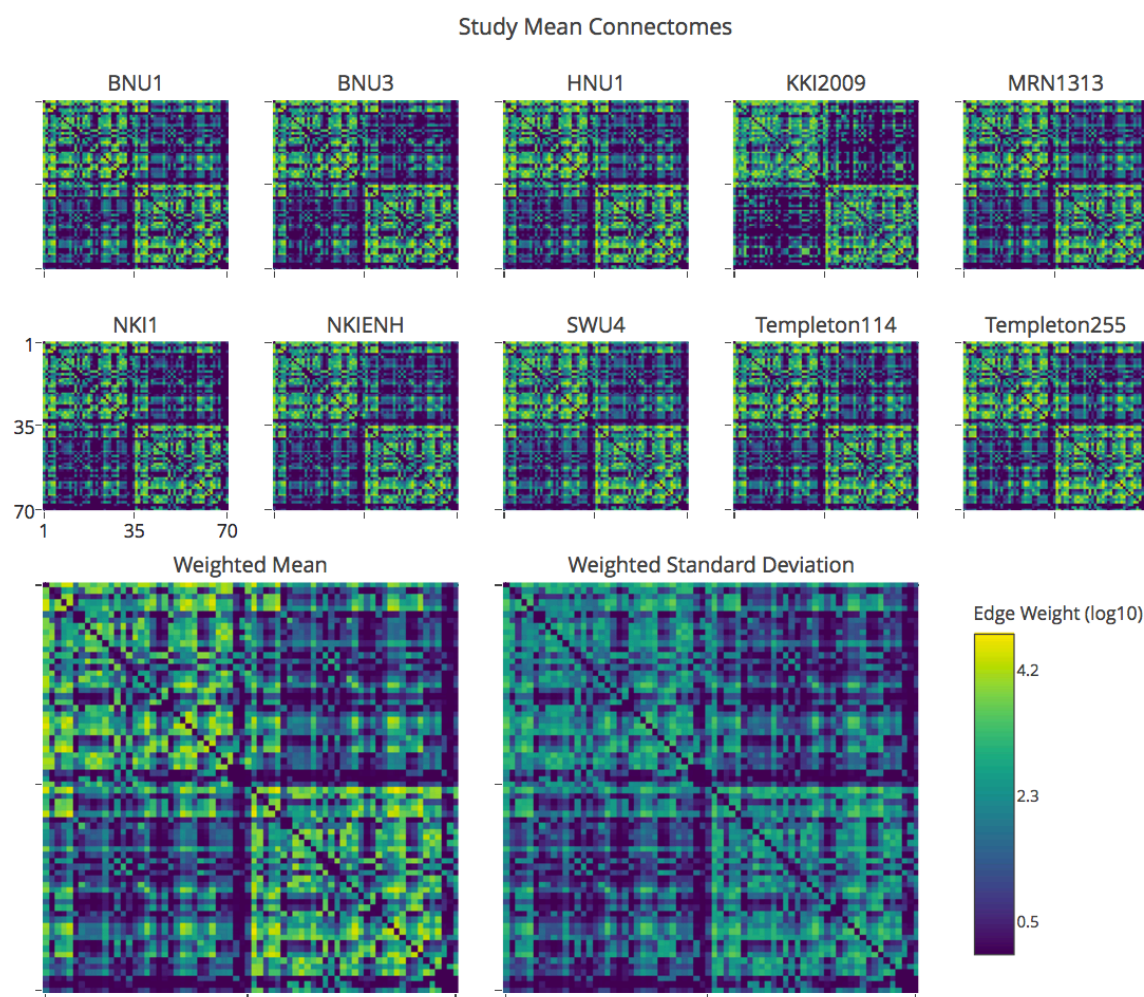 Study Mean Connectomes
BNU1 BNU3 HNU1 KKI2009 MRN1313
NKI1 NKIENH SWU4 Templeton114 Templeton255
1
35
70
1 35 70
Weighted Mean Weighted Standard Deviation
Edge Weight (log10)
4.2
2.3
0.5